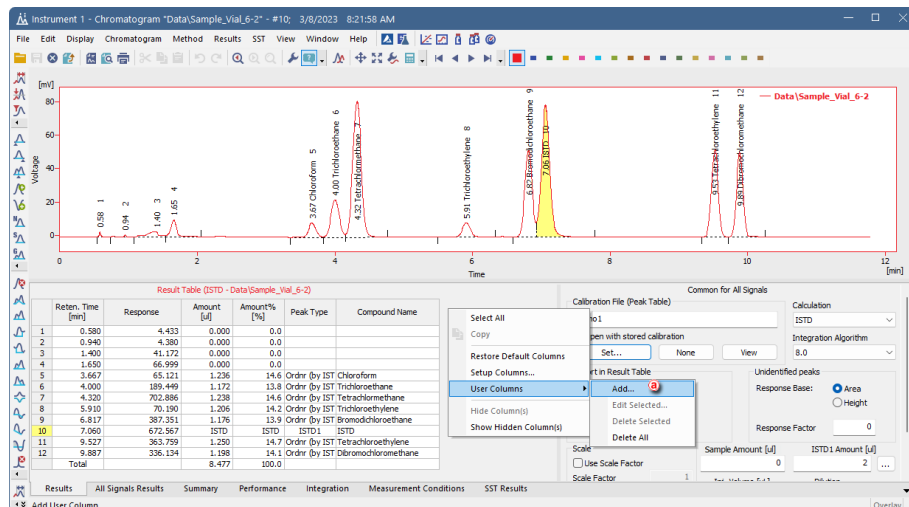 Instrument 1 - Chromatogram "Data\Sample_Vial_6-2" - #10; 3/8/2023 8:21:58 AM
File Edit Display Chromatogram Method Results SST View Window Help
[mV]
Data\Sample_Vial_6-2
80
60
40
20
0
Voltage
0.58 1
0.94 2
1.40 3
1.65 4
3.67 Chloroform 5
4.00 Trichloroethane 6
4.32 Tetrachlormethane 7
5.91 Trichloroethylene 8
6.82 Bromodichloroethane 9
7.06 ISTD 10
9.53 Tetrachloroethylene 11
9.89 Dibromochloromethane 12
0 2 4 6 8 10 12
Time
[min]
Result Table (ISTD - Data\Sample_Vial_6-2)
Reten. Time [min] Response Amount [ul] Amount% [%] Peak Type Compound Name
1 0.580 4.433 0.000 0.0
2 0.940 4.380 0.000 0.0
3 1.400 41.172 0.000 0.0
4 1.650 66.999 0.000 0.0
5 3.667 65.121 1.236 14.6 Ordnr (by IST Chloroform
6 4.000 189.449 1.172 13.8 Ordnr (by IST Trichloroethane
7 4.320 702.886 1.238 14.6 Ordnr (by IST Tetrachlormethane
8 5.910 70.190 1.206 14.2 Ordnr (by IST Trichloroethylene
9 6.817 387.351 1.176 13.9 Ordnr (by IST Bromodichloroethane
10 7.060 672.567 ISTD ISTD ISTD1 ISTD
11 9.527 363.759 1.250 14.7 Ordnr (by IST Tetrachloroethylene
12 9.887 336.134 1.198 14.1 Ordnr (by IST Dibromochloromethane
Total 8.477 100.0
Select All
Copy
Restore Default Columns
Setup Columns...
User Columns
Hide Column(s)
Show Hidden Column(s)
Add...
a
Edit Selected...
Delete Selected
Delete All
Common for All Signals
Calibration File (Peak Table)
no1
pen with stored calibration
Set... None View
Calculation
ISTD
Integration Algorithm
8.0
rt in Result Table
Unidentified peaks
Response Base: Area
Height
Response Factor 0
Scale
Use Scale Factor
Scale Factor 1
Sample Amount [ul]
0
ISTD1 Amount [ul]
2 ...
Results All Signals Results Summary Performance Integration Measurement Conditions SST Results
Add User Column
Overlay